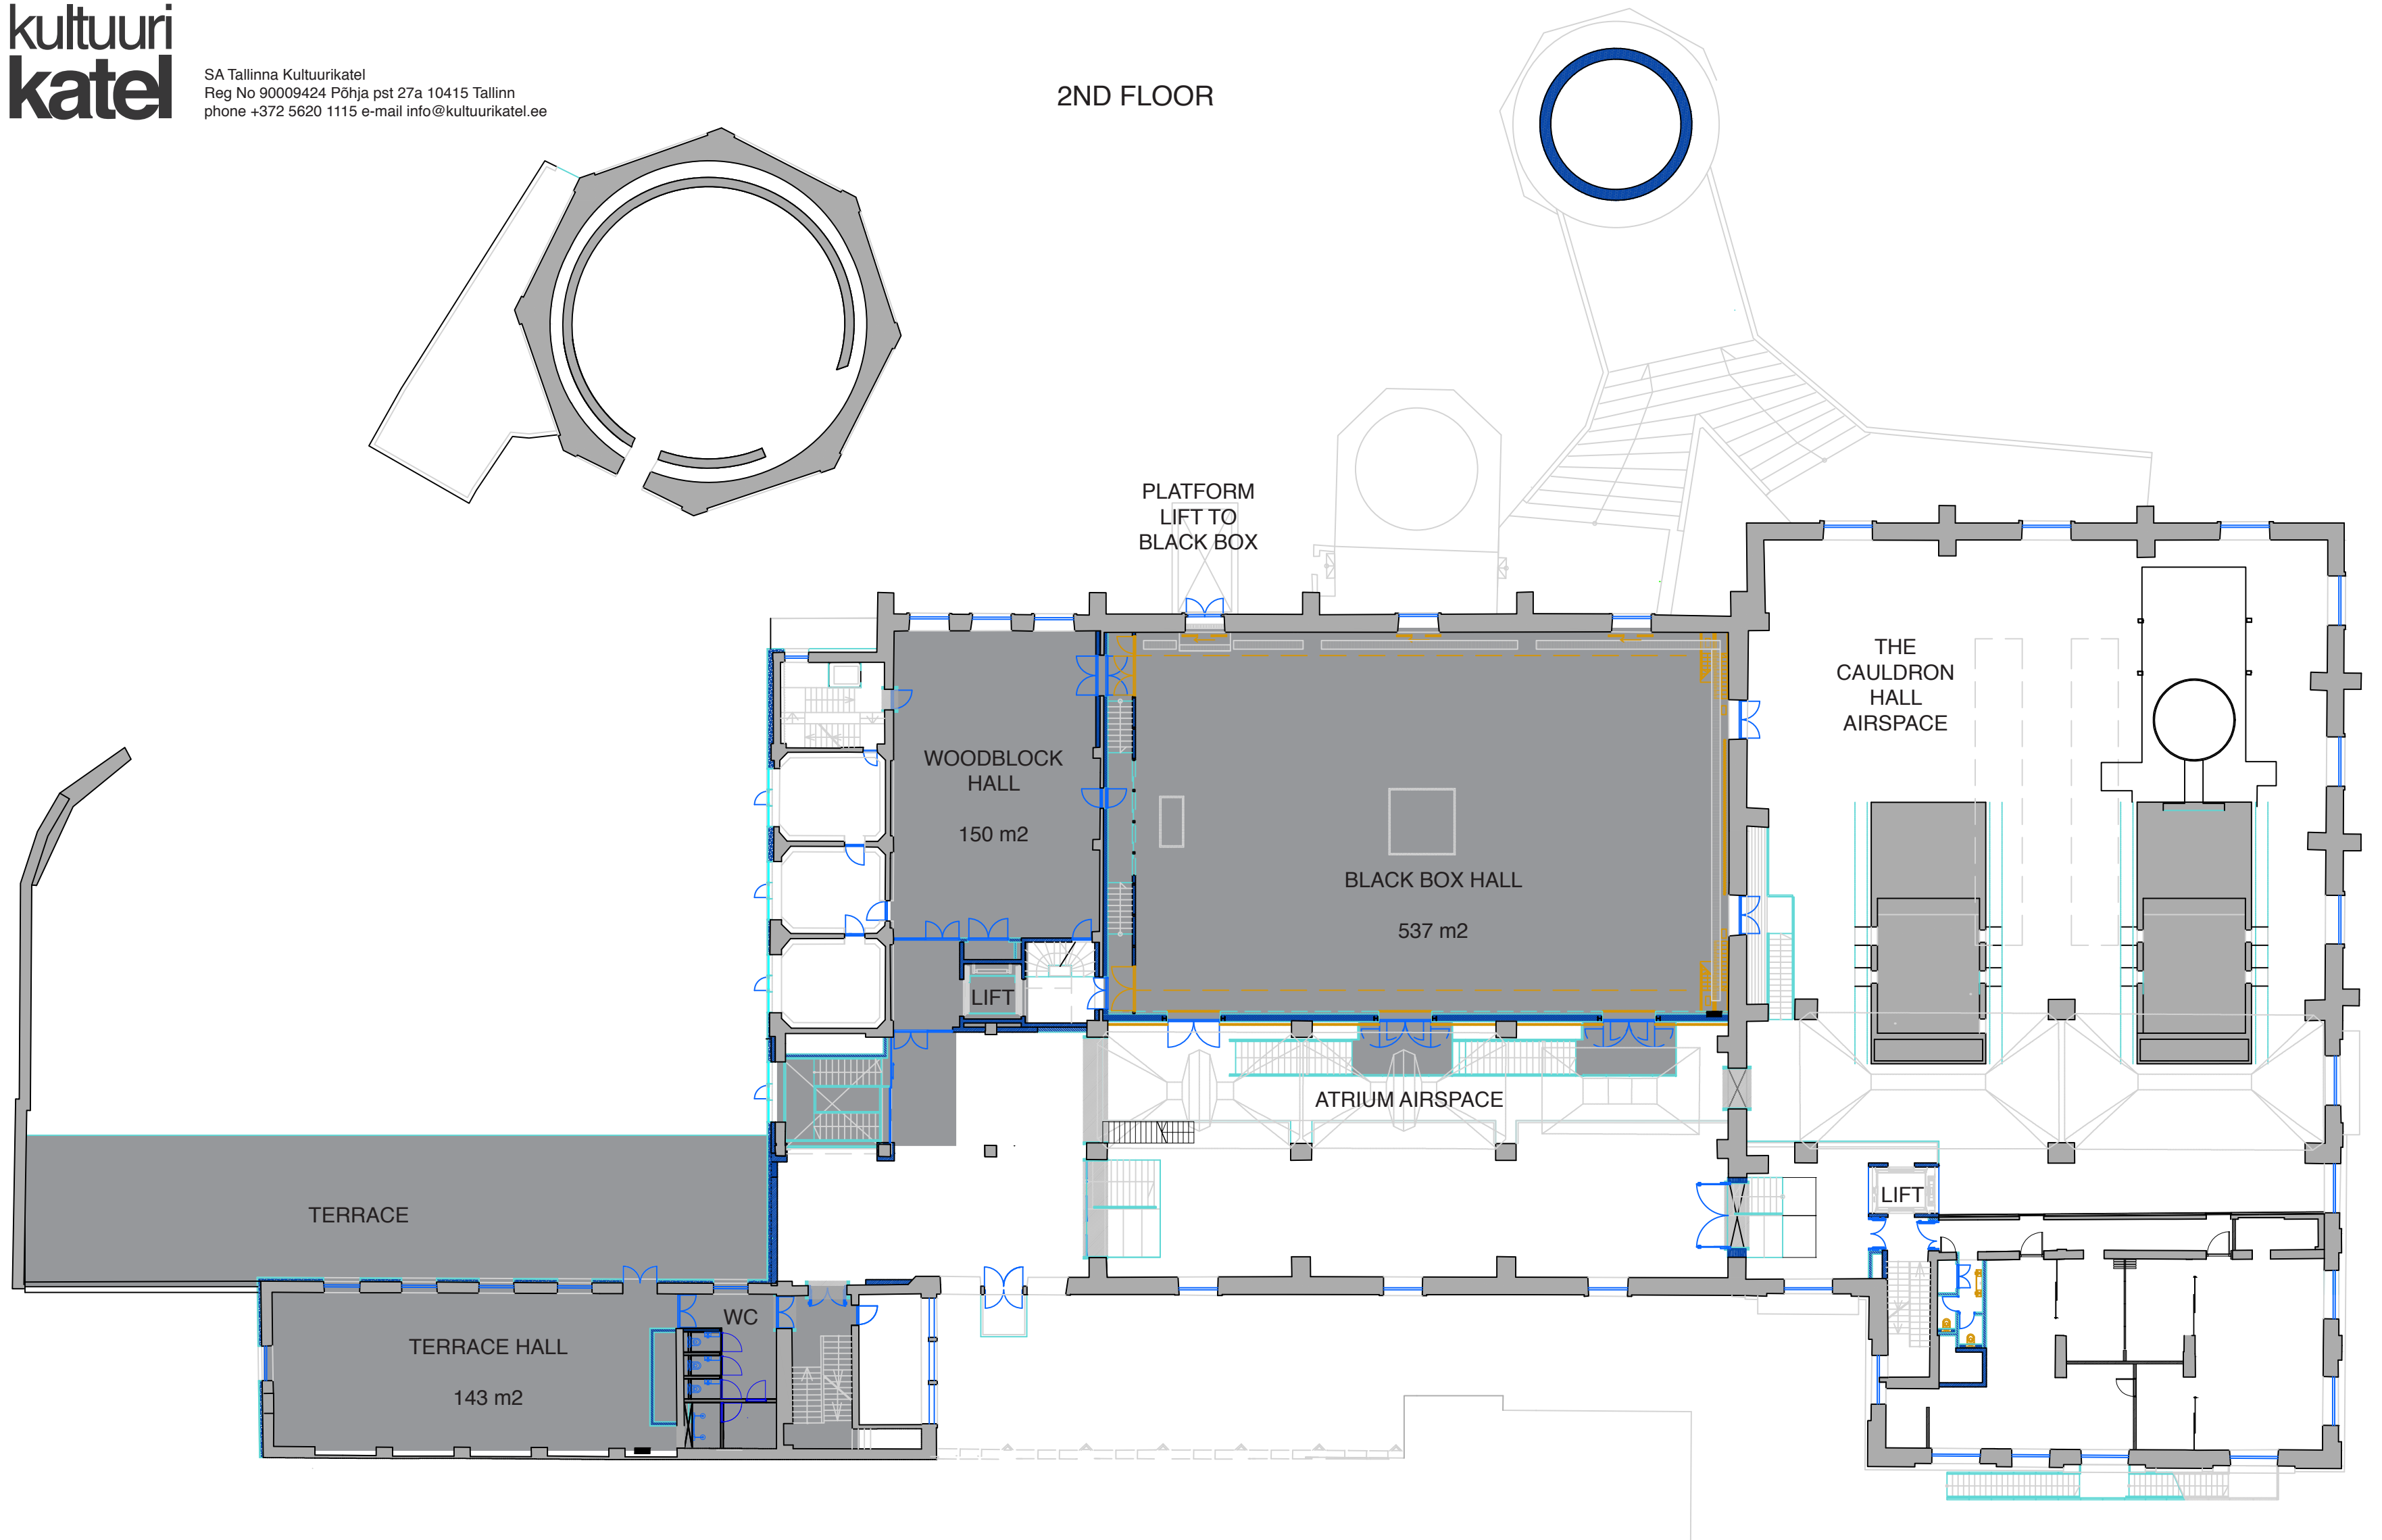 kultuuri
katel
SA Tallinna Kultuurikatel
Reg No 90009424 Põhja pst 27a 10415 Tallinn
phone +372 5620 1115 e-mail info@kultuurikatel.ee
2ND FLOOR
PLATFORM
LIFT TO
BLACK BOX
THE
CAULDRON
HALL
AIRSPACE
WOODBLOCK
HALL
150 m2
BLACK BOX HALL
537 m2
LIFT
ATRIUM AIRSPACE
LIFT
TERRACE
WC
TERRACE HALL
143 m2